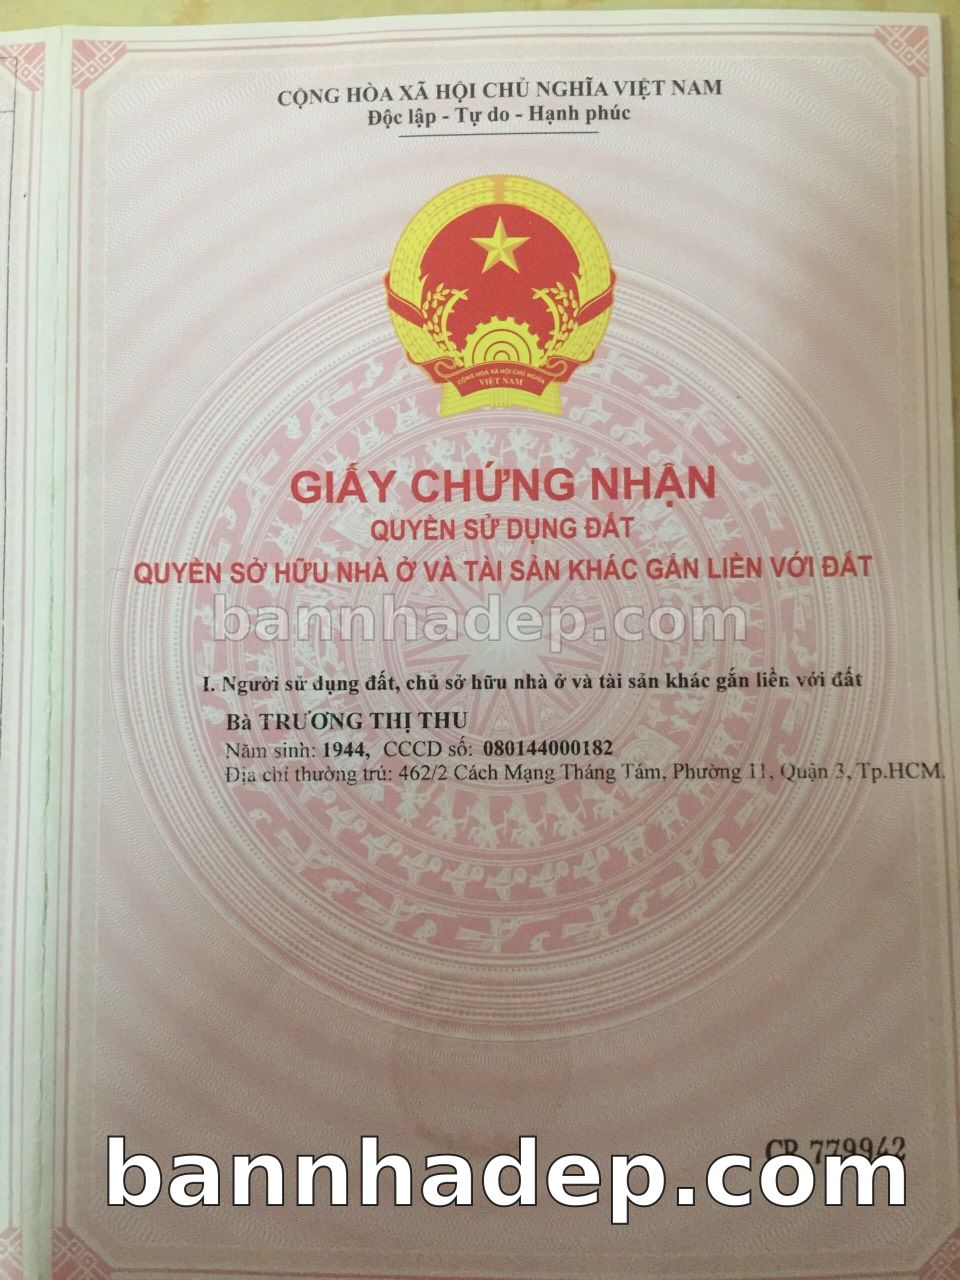 CỘNG HÒA XÃ HỘI CHỦ NGHĨA VIỆT NAM
Độc lập - Tự do - Hạnh phúc
CỘNG HOÀ XÃ HỘI CHỦ NGHĨA
VIỆT NAM
GIẤY CHỨNG NHẬN
QUYỀN SỬ DỤNG ĐẤT
QUYỀN SỞ HỮU NHÀ Ở VÀ TÀI SẢN KHÁC GẮN LIỀN VỚI ĐẤT
bannhadep.com
I. Người sử dụng đất, chủ sở hữu nhà ở và tài sản khác gắn liền với đất
Bà TRƯƠNG THỊ THU
Năm sinh: 1944, CCCD số: 080144000182
Địa chỉ thường trú: 462/2 Cách Mạng Tháng Tám, Phường 11, Quận 3, Tp.HCM.
779942
bannhadep.com